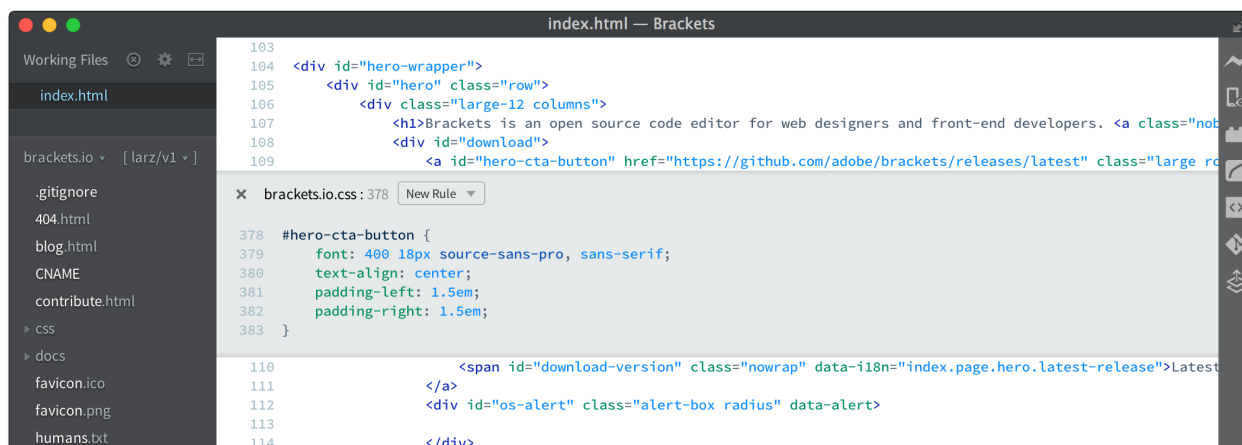 index.html — Brackets
Working Files
index.html
brackets.io [ larz/v1 ]
.gitignore
404.html
blog.html
CNAME
contribute.html
css
docs
favicon.ico
favicon.png
humans.txt
103
104 <div id="hero-wrapper">
105 <div id="hero" class="row">
106 <div class="large-12 columns">
107 <h1>Brackets is an open source code editor for web designers and front-end developers. <a class="nob
108 <div id="download">
109 <a id="hero-cta-button" href="https://github.com/adobe/brackets/releases/latest" class="large ro
brackets.io.css : 378 New Rule
378 #hero-cta-button {
379 font: 400 18px source-sans-pro, sans-serif;
380 text-align: center;
381 padding-left: 1.5em;
382 padding-right: 1.5em;
383 }
110 <span id="download-version" class="nowrap" data-i18n="index.page.hero.latest-release">Latest
111 </a>
112 <div id="os-alert" class="alert-box radius" data-alert>
113
114 </div>